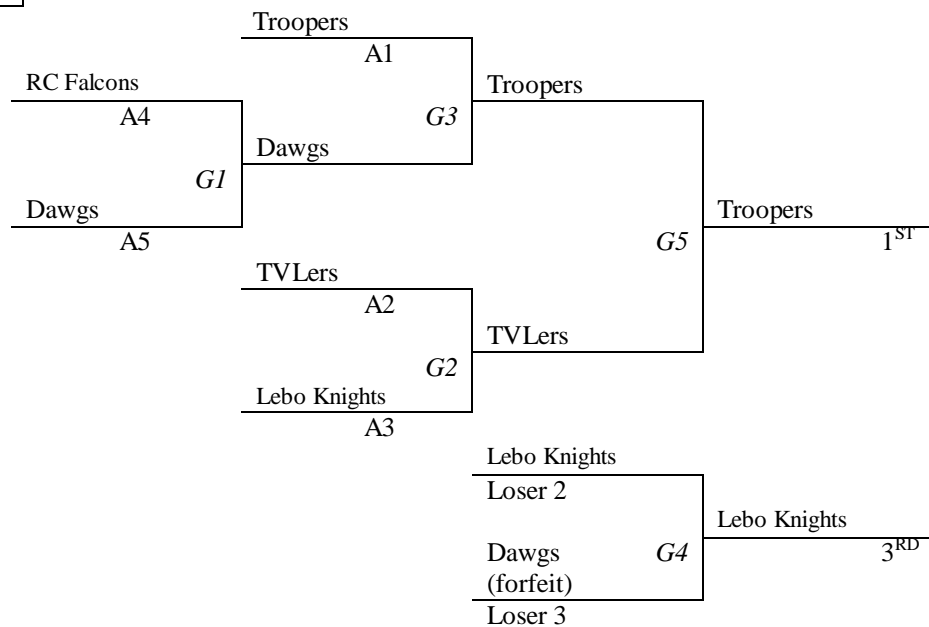 Troopers
A1
RC Falcons
A4
Troopers
G3
Dawgs
G1
Dawgs
A5
Troopers
1ST
G5
TVLers
A2
TVLers
G2
Lebo Knights
A3
Lebo Knights
Loser 2
Lebo Knights
3RD
Dawgs
(forfeit)
G4
Loser 3